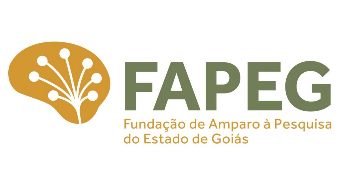 FAPEG
Fundação de Amparo à Pesquisa
do Estado de Goiás